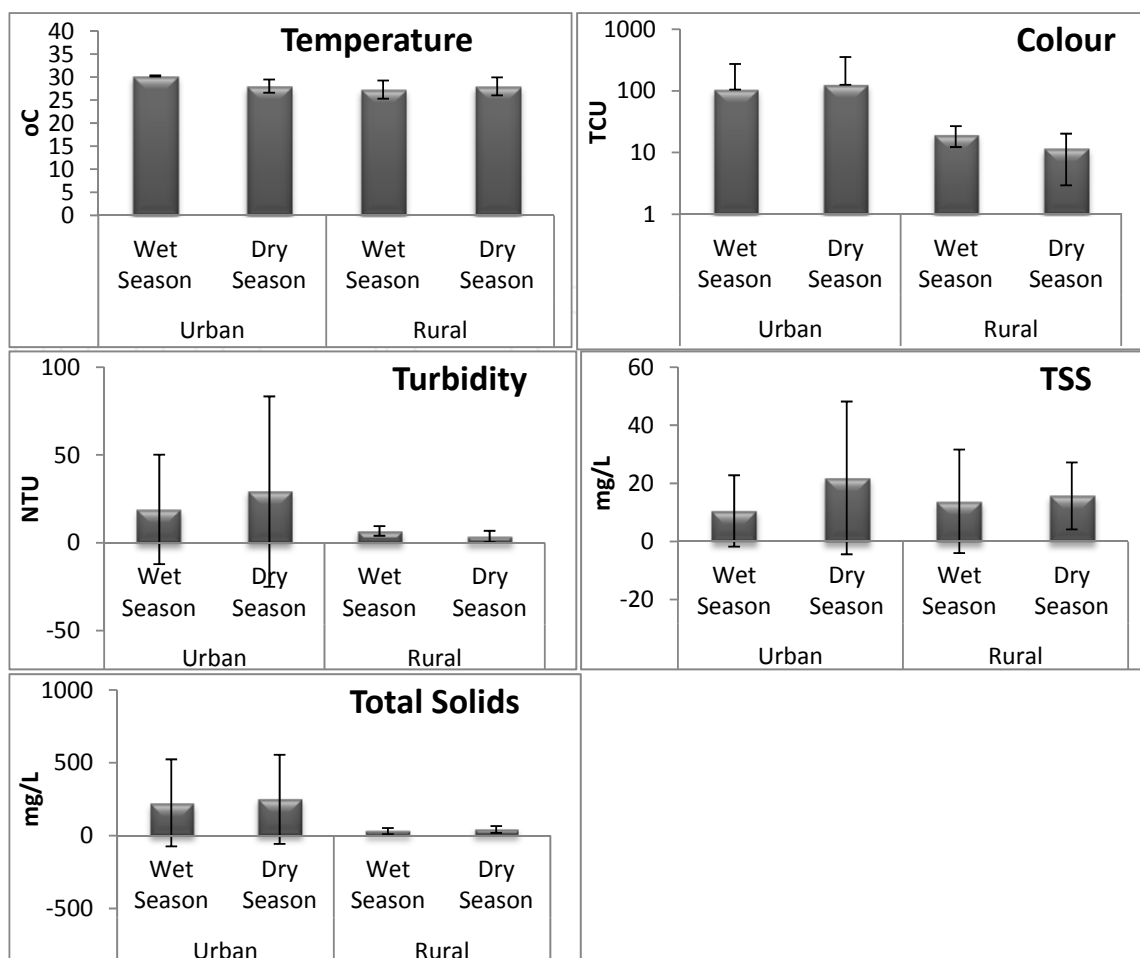 Temperature
oC
40
35
30
25
20
15
10
5
0
Wet Season
Dry Season
Wet Season
Dry Season
Urban
Rural
Colour
TCU
1000
100
10
1
Wet Season
Dry Season
Wet Season
Dry Season
Urban
Rural
Turbidity
NTU
100
50
0
-50
Wet Season
Dry Season
Wet Season
Dry Season
Urban
Rural
TSS
mg/L
60
40
20
0
-20
Wet Season
Dry Season
Wet Season
Dry Season
Urban
Rural
Total Solids
mg/L
1000
500
0
-500
Wet Season
Dry Season
Wet Season
Dry Season
Urban
Rural